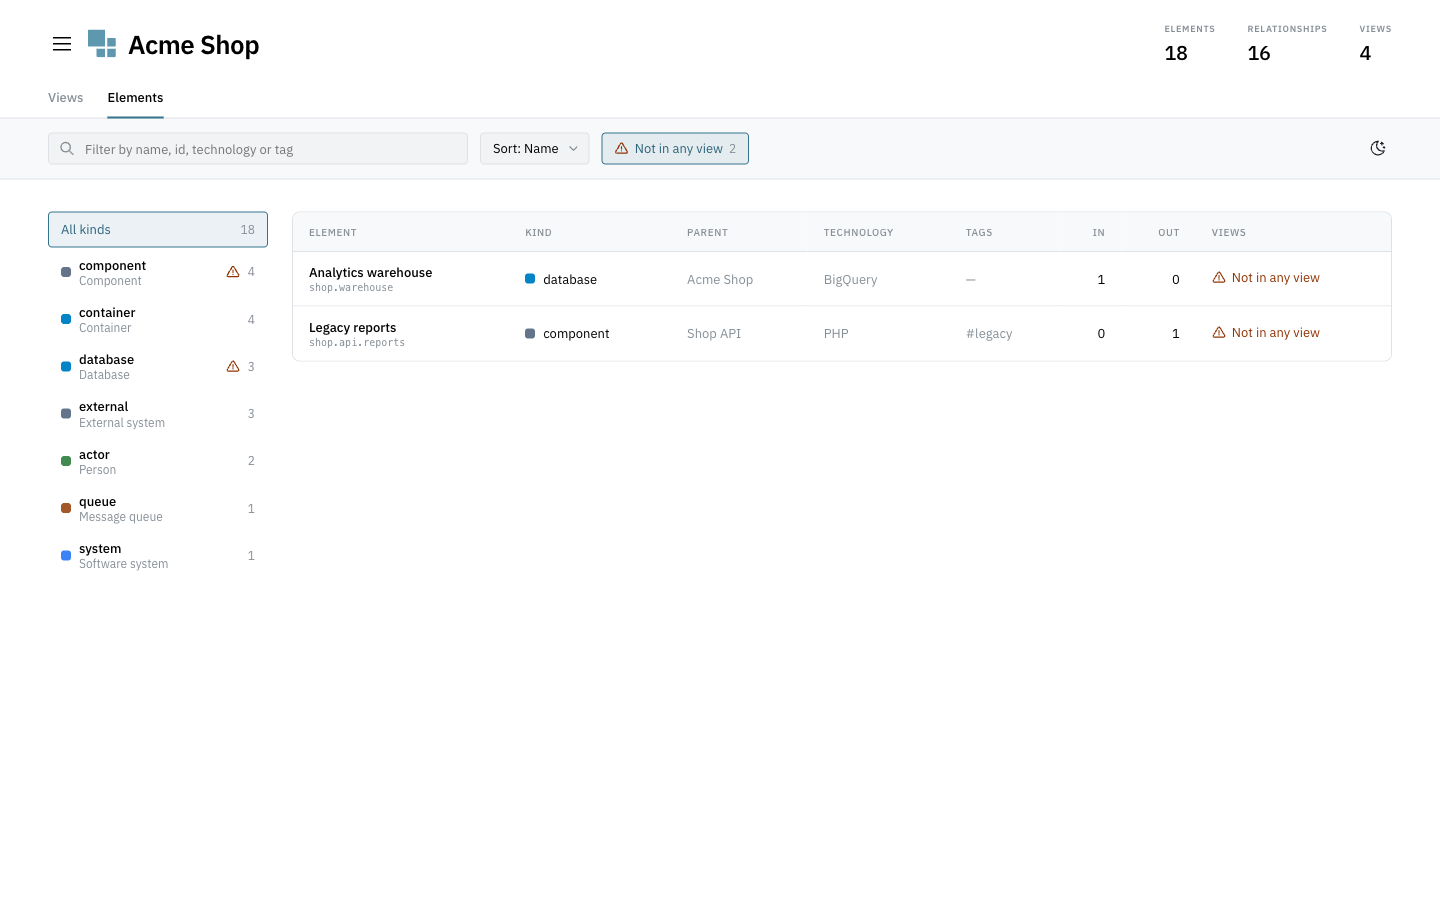 Acme Shop
ELEMENTS
18
RELATIONSHIPS
16
VIEWS
4
Views
Elements
Filter by name, id, technology or tag
Sort: Name
Not in any view 2
All kinds 18
component
Component
4
container
Container
4
database
Database
3
external
External system
3
actor
Person
2
queue
Message queue
1
system
Software system
1
ELEMENT KIND PARENT TECHNOLOGY TAGS IN OUT VIEWS
Analytics warehouse
shop.warehouse
database Acme Shop BigQuery — 1 0 Not in any view
Legacy reports
shop.api.reports
component Shop API PHP #legacy 0 1 Not in any view